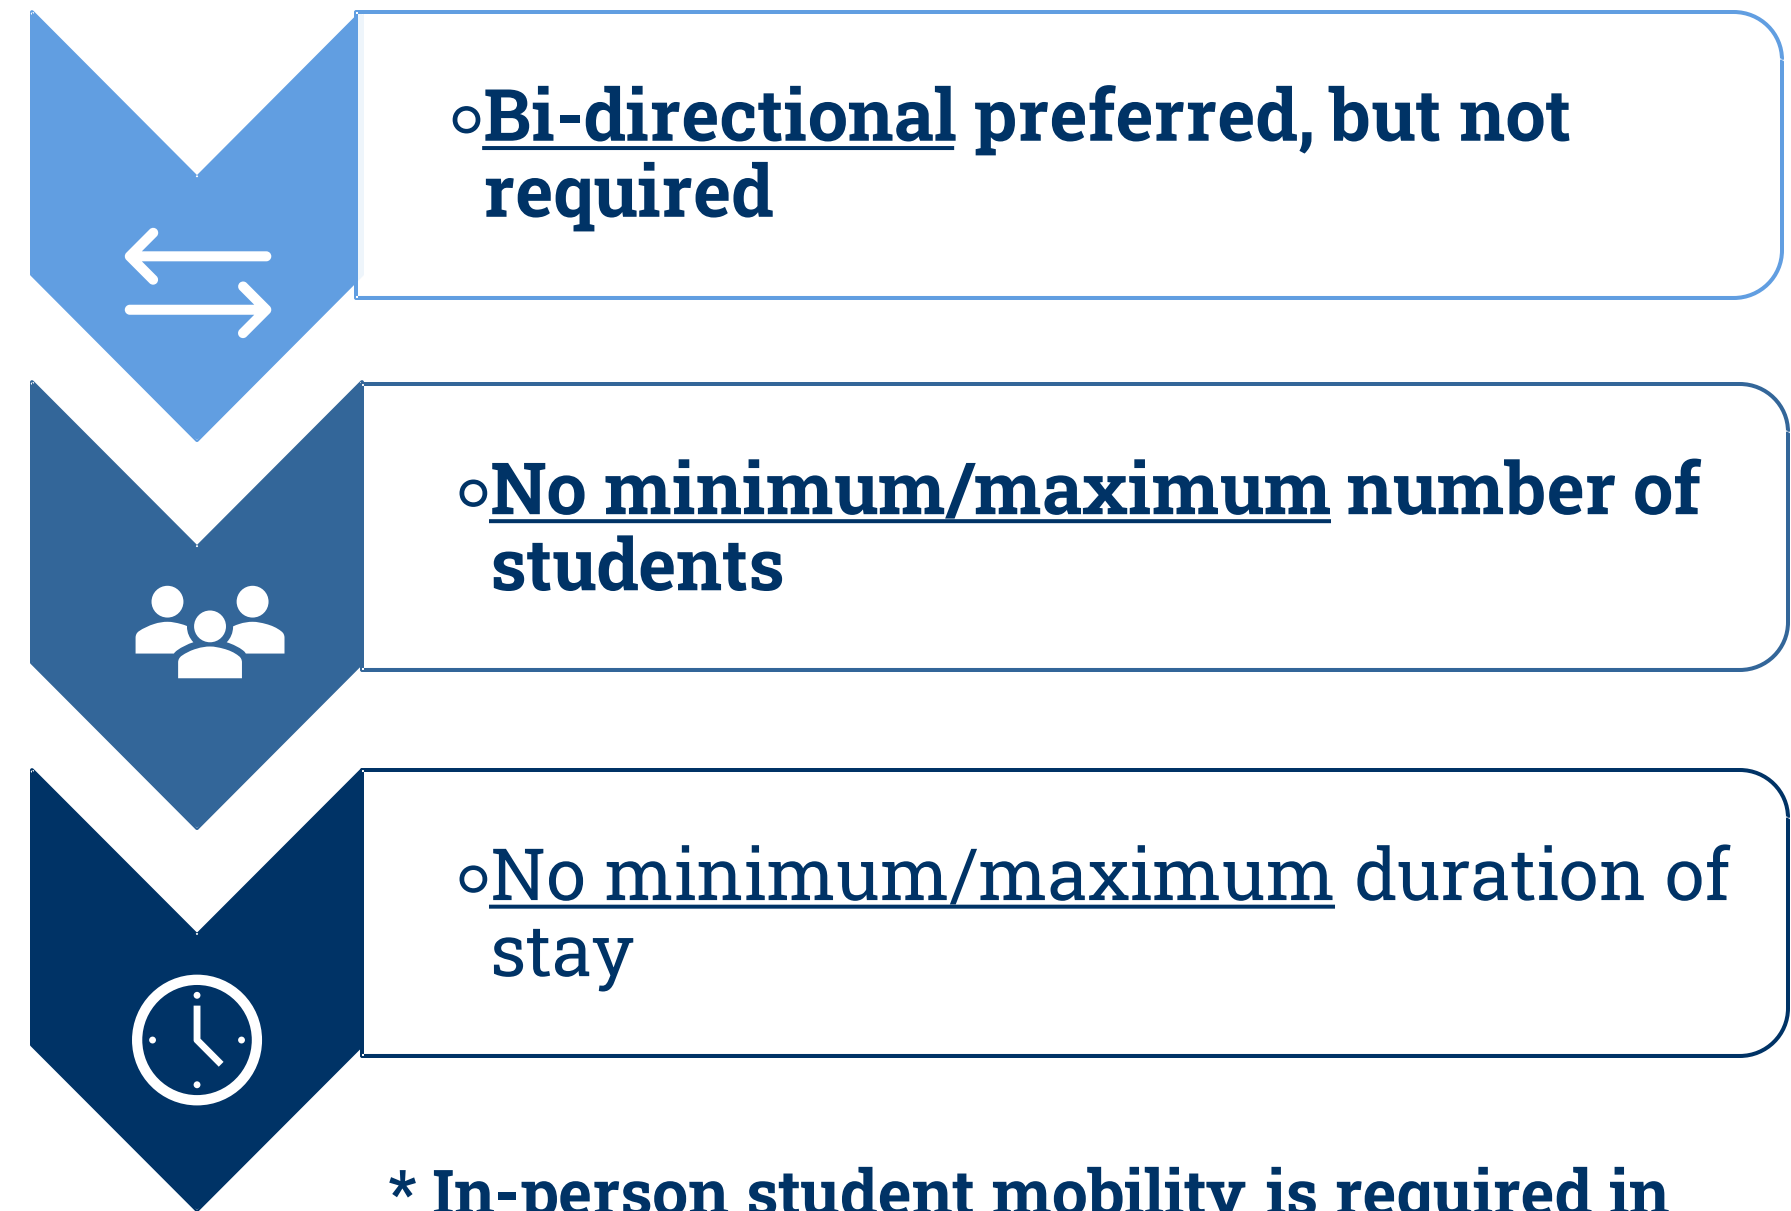 ◦Bi-directional preferred, but not
required
◦No minimum/maximum number of
students
◦No minimum/maximum duration of
stay
* In-person student mobility is required in